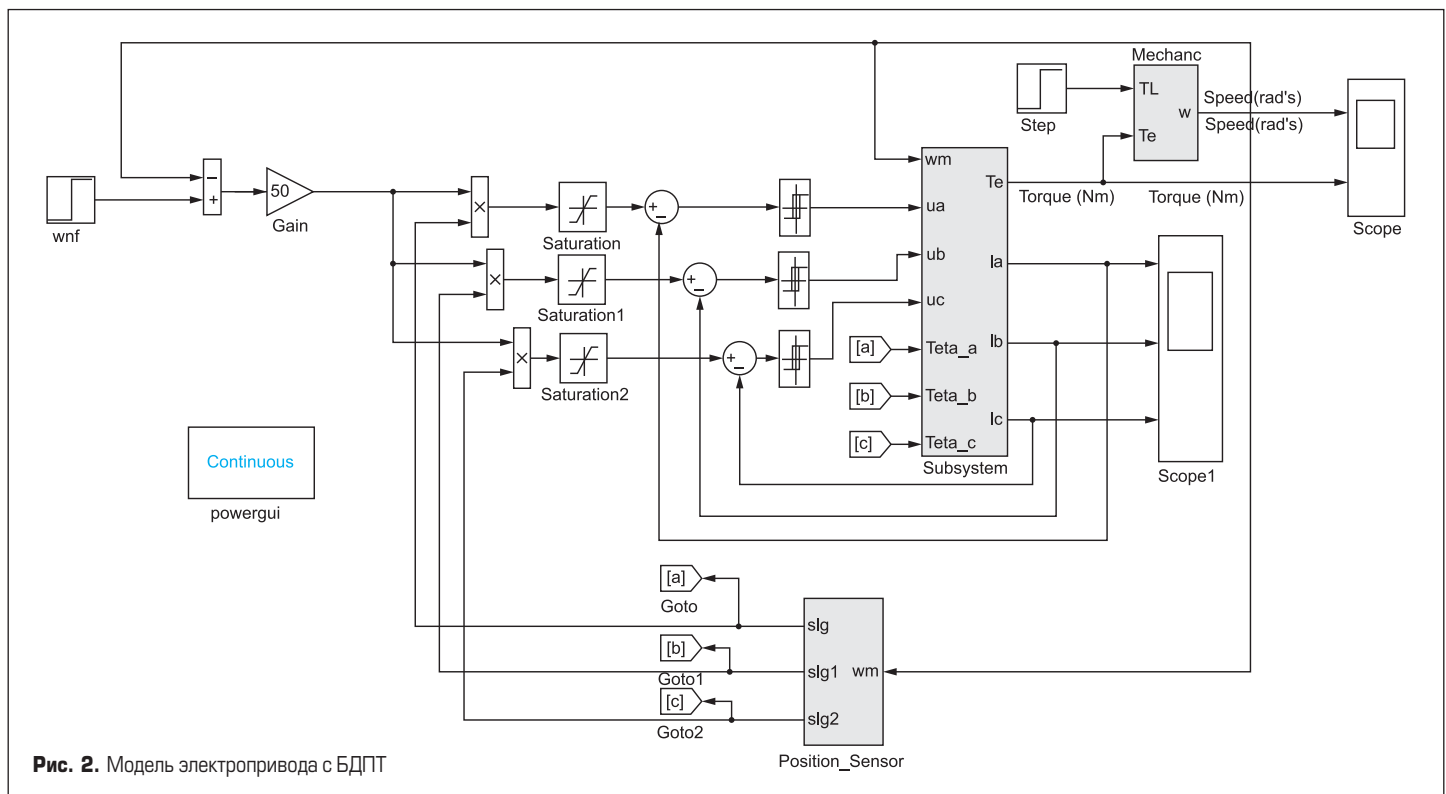 Mechanc
TL
w
Te
Step
Speed(rad's)
Speed(rad's)
Scope
wnf
−
+
50
Gain
×
Saturation
+
−
×
Saturation1
+
−
×
Saturation2
+
−
wm
ua
ub
uc
Teta_a
Teta_b
Teta_c
Te
Ia
Ib
Ic
Subsystem
[a]
[b]
[c]
Torque (Nm)
Torque (Nm)
Scope1
Continuous
powergui
[a]
Goto
[b]
Goto1
[c]
Goto2
slg
slg1
slg2
wm
Position_Sensor
Рис. 2. Модель электропривода с БДПТ